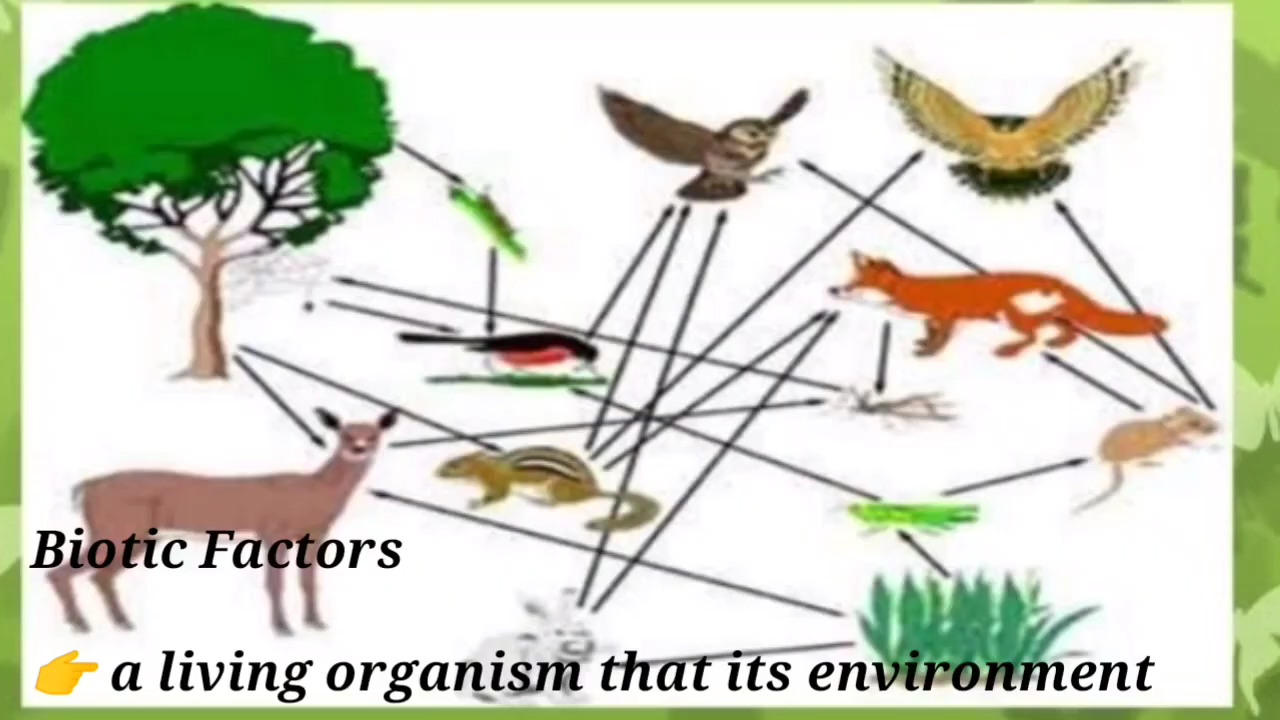 Biotic Factors
👉 a living organism that its environment